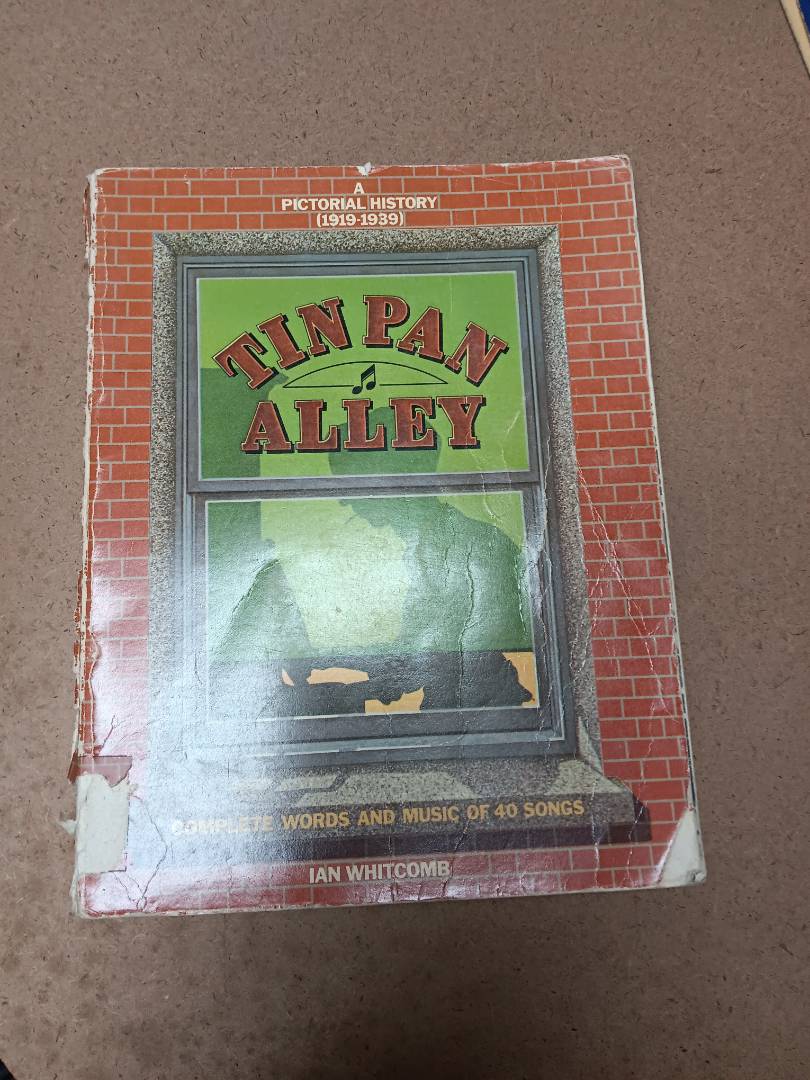 A
PICTORIAL HISTORY
(1919-1939)
TIN PAN
ALLEY
COMPLETE WORDS AND MUSIC OF 40 SONGS
IAN WHITCOMB